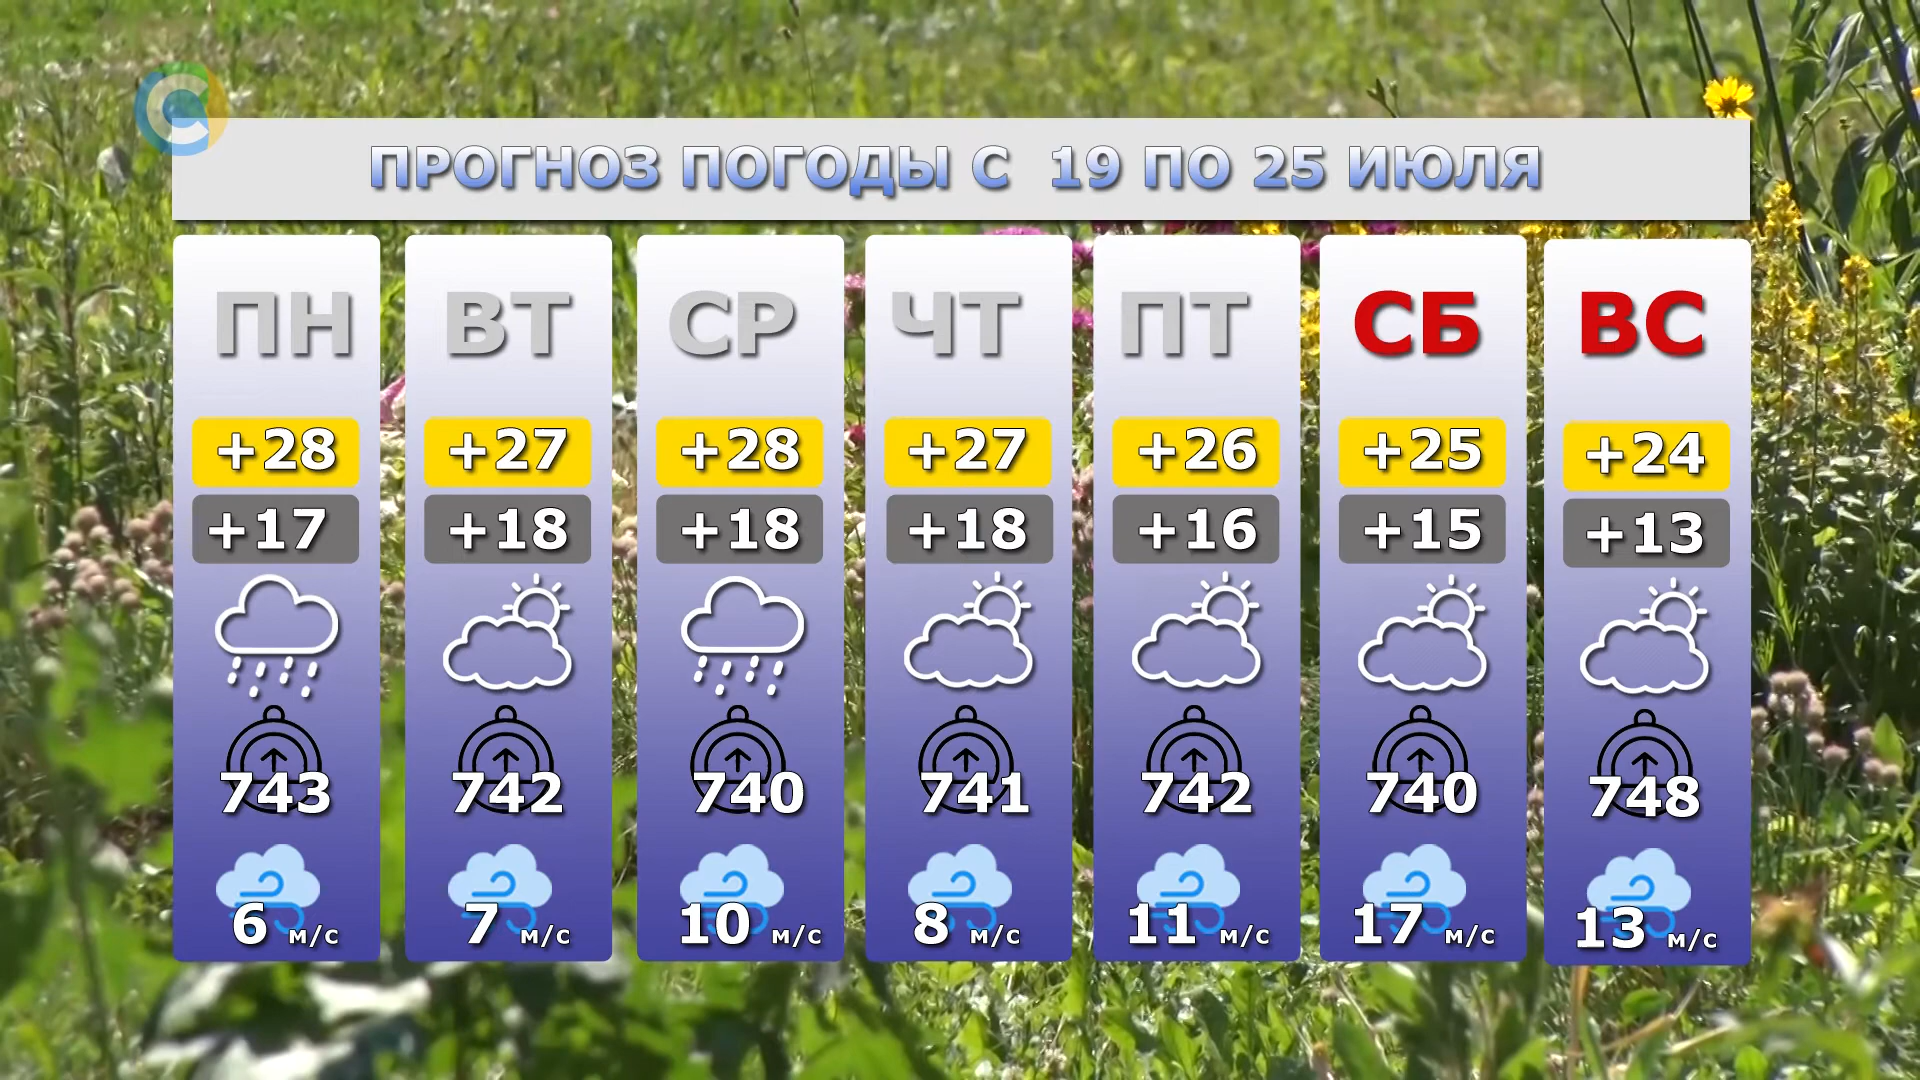 ПРОГНОЗ ПОГОДЫ С 19 ПО 25 ИЮЛЯ
ПН ВТ СР ЧТ ПТ СБ ВС
+28 +27 +28 +27 +26 +25 +24
+17 +18 +18 +18 +16 +15 +13
743 742 740 741 742 740 748
6 м/с 7 м/с 10 м/с 8 м/с 11 м/с 17 м/с 13 м/с